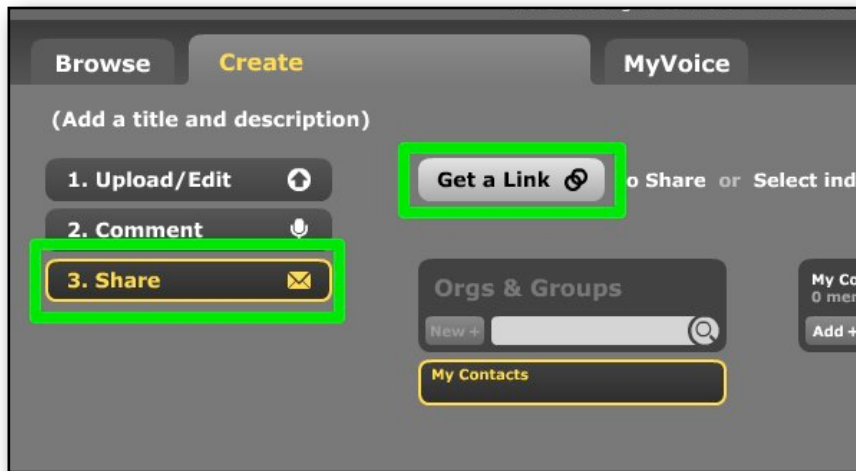 Browse
Create
MyVoice
(Add a title and description)
1. Upload/Edit
2. Comment
3. Share
Get a Link
o Share or Select ind
Orgs & Groups
New +
My Contacts
My Co
0 mer
Add +